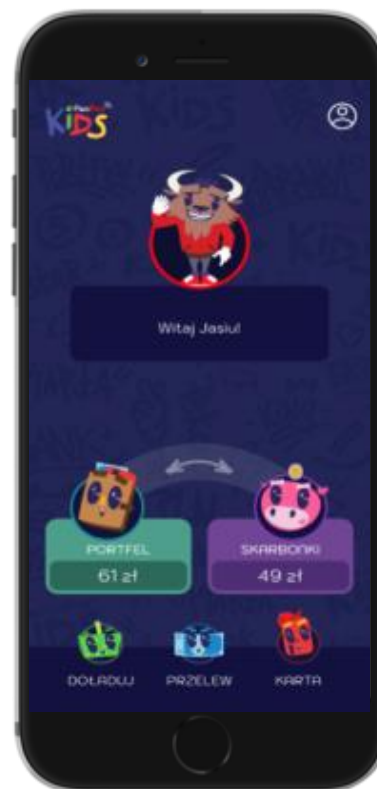 KiDS
Witaj Jasiu!
PORTFEL
61 zł
SKARBONKI
49 zł
DOŁADUJ
PRZELEW
KARTA